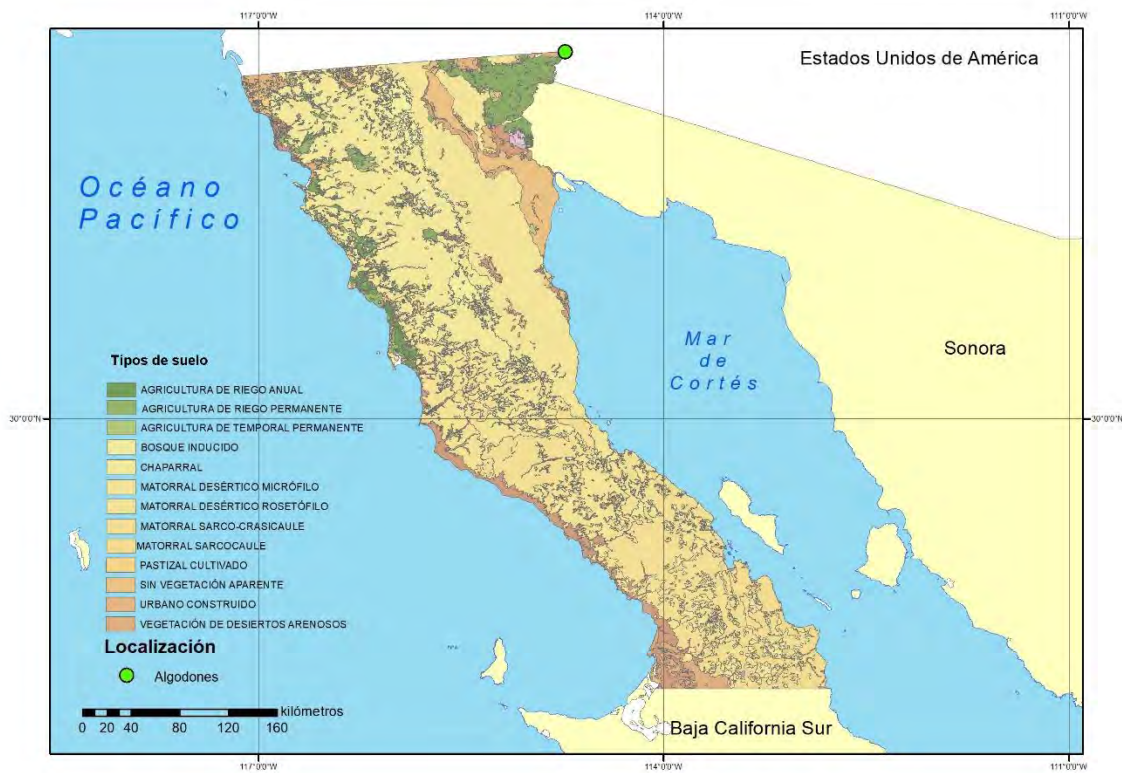 117°0'0"W
114°0'0"W
111°0'0"W
Estados Unidos de América
Océano
Pacífico
Mar
de
Cortés
Sonora
Tipos de suelo
AGRICULTURA DE RIEGO ANUAL
AGRICULTURA DE RIEGO PERMANENTE
AGRICULTURA DE TEMPORAL PERMANENTE
BOSQUE INDUCIDO
CHAPARRAL
MATORRAL DESÉRTICO MICRÓFILO
MATORRAL DESÉRTICO ROSETÓFILO
MATORRAL SARCO-CRASICAULE
MATORRAL SARCOCAULE
PASTIZAL CULTIVADO
SIN VEGETACIÓN APARENTE
URBANO CONSTRUIDO
VEGETACIÓN DE DESIERTOS ARENOSOS
30°0'0"N
30°0'0"N
Localización
Algodones
kilómetros
0 20 40 80 120 160
Baja California Sur
117°0'0"W
114°0'0"W
111°0'0"W